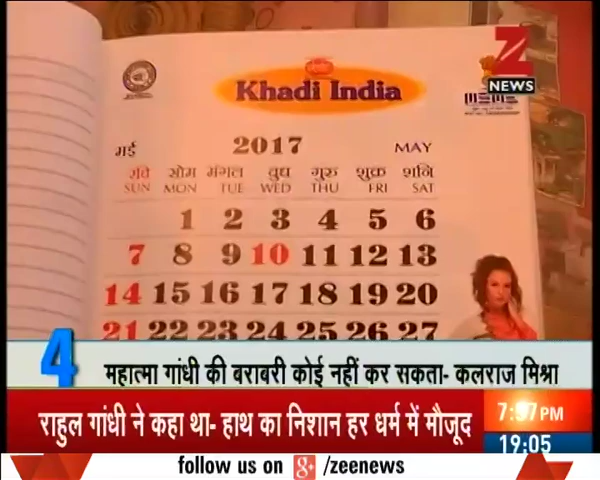 Z
NEWS
Khadi India
मई 2017 MAY
रवि सोम मंगल बुध गुरु शुक्र शनि
SUN MON TUE WED THU FRI SAT
1 2 3 4 5 6
7 8 9 10 11 12 13
14 15 16 17 18 19 20
21 22 23 24 25 26 27
4 महात्मा गांधी की बराबरी कोई नहीं कर सकता- कलराज मिश्रा
राहुल गांधी ने कहा था- हाथ का निशान हर धर्म में मौजूद
PM
19:05
follow us on g+ /zeenews